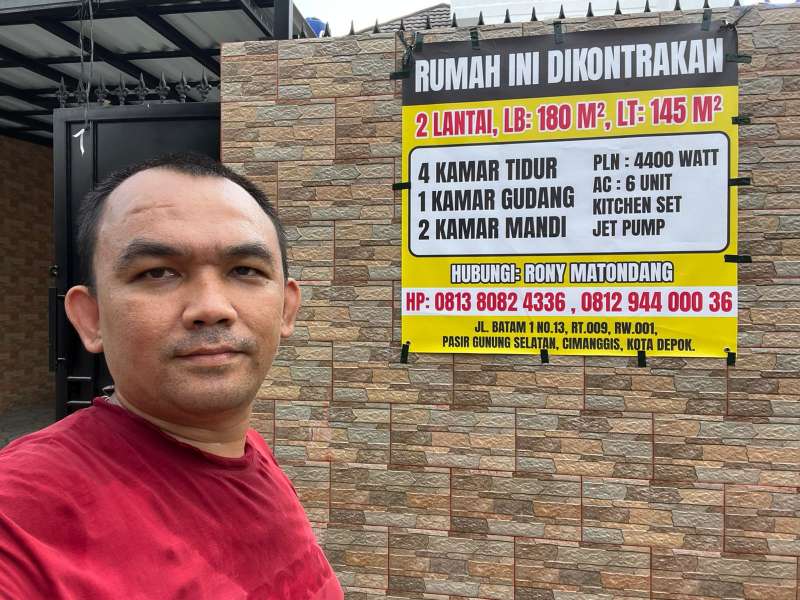 RUMAH INI DIKONTRAKAN
2 LANTAI, LB: 180 M², LT: 145 M²
4 KAMAR TIDUR
1 KAMAR GUDANG
2 KAMAR MANDI
PLN : 4400 WATT
AC : 6 UNIT
KITCHEN SET
JET PUMP
HUBUNGI: RONY MATONDANG
HP: 0813 8082 4336 , 0812 944 000 36
JL. BATAM 1 NO.13, RT.009, RW.001,
PASIR GUNUNG SELATAN, CIMANGGIS, KOTA DEPOK.